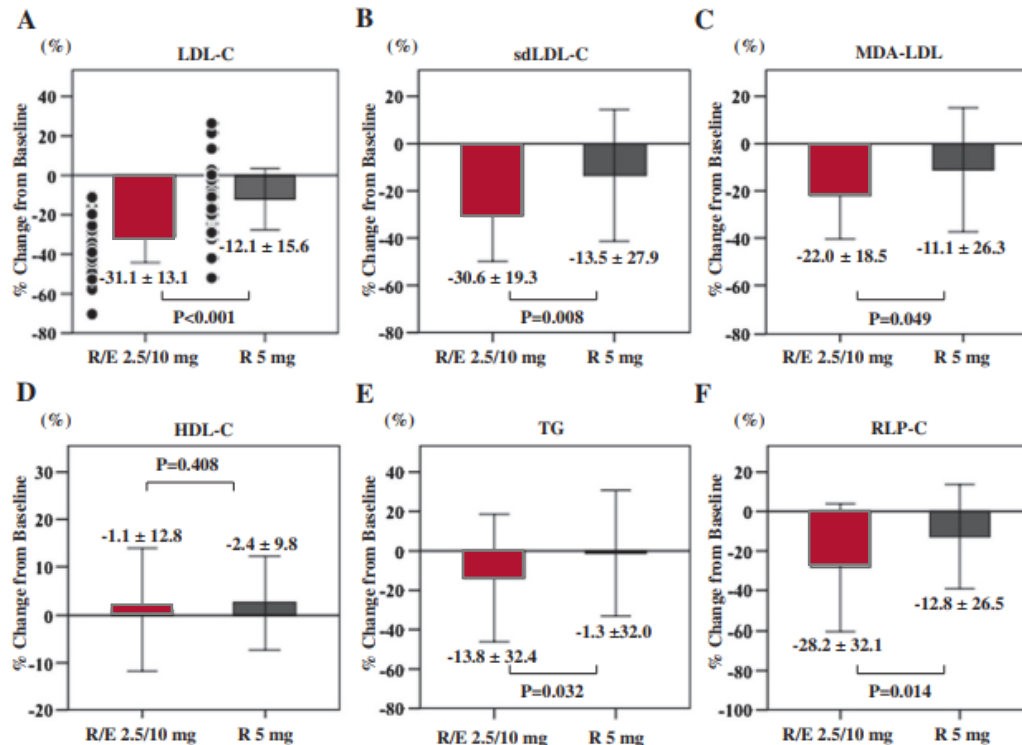 A
(%)
LDL-C
% Change from Baseline
40
20
0
-20
-40
-60
-80
-31.1 ± 13.1
-12.1 ± 15.6
P<0.001
R/E 2.5/10 mg
R 5 mg
B
(%)
sdLDL-C
% Change from Baseline
20
0
-20
-40
-60
-80
-30.6 ± 19.3
-13.5 ± 27.9
P=0.008
R/E 2.5/10 mg
R 5 mg
C
(%)
MDA-LDL
% Change from Baseline
20
0
-20
-40
-60
-80
-22.0 ± 18.5
-11.1 ± 26.3
P=0.049
R/E 2.5/10 mg
R 5 mg
D
(%)
HDL-C
% Change from Baseline
30
20
10
0
-10
-20
P=0.408
-1.1 ± 12.8
-2.4 ± 9.8
R/E 2.5/10 mg
R 5 mg
E
(%)
TG
% Change from Baseline
40
20
0
-20
-40
-60
-80
-13.8 ± 32.4
-1.3 ±32.0
P=0.032
R/E 2.5/10 mg
R 5 mg
F
(%)
RLP-C
% Change from Baseline
20
0
-20
-40
-60
-80
-100
-28.2 ± 32.1
-12.8 ± 26.5
P=0.014
R/E 2.5/10 mg
R 5 mg